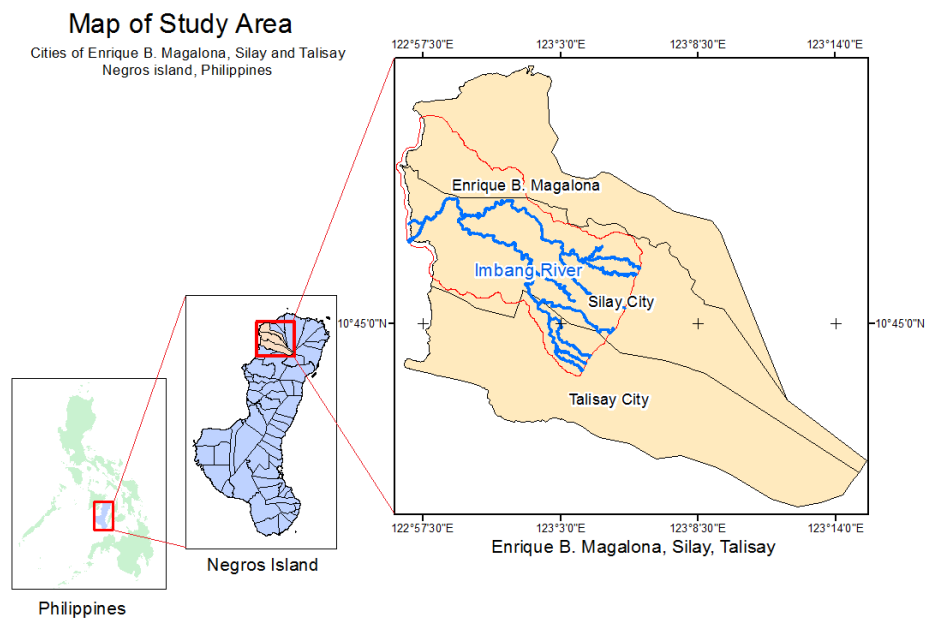 Map of Study Area
Cities of Enrique B. Magalona, Silay and Talisay
Negros island, Philippines
122°57'30"E
123°3'0"E
123°8'30"E
123°14'0"E
Enrique B. Magalona
Imbang River
Silay City
10°45'0"N
10°45'0"N
Talisay City
122°57'30"E
123°3'0"E
123°8'30"E
123°14'0"E
Enrique B. Magalona, Silay, Talisay
Negros Island
Philippines